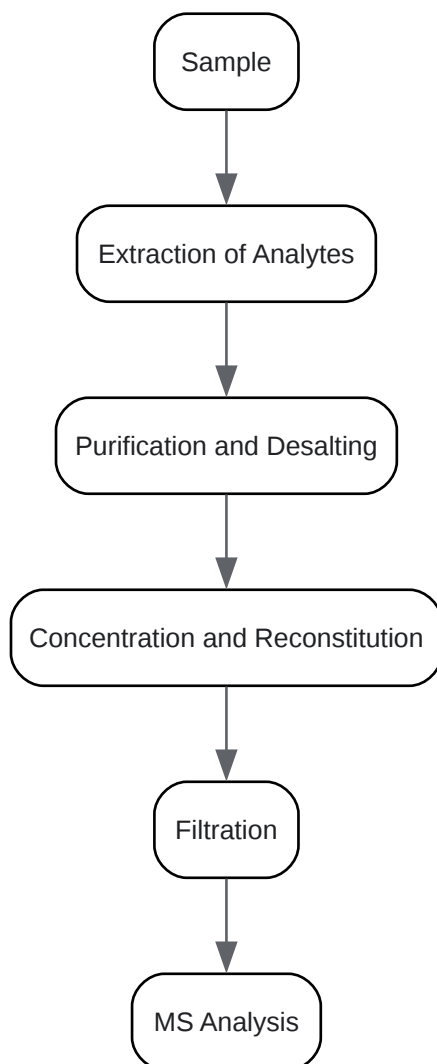 Sample
Extraction of Analytes
Purification and Desalting
Concentration and Reconstitution
Filtration
MS Analysis